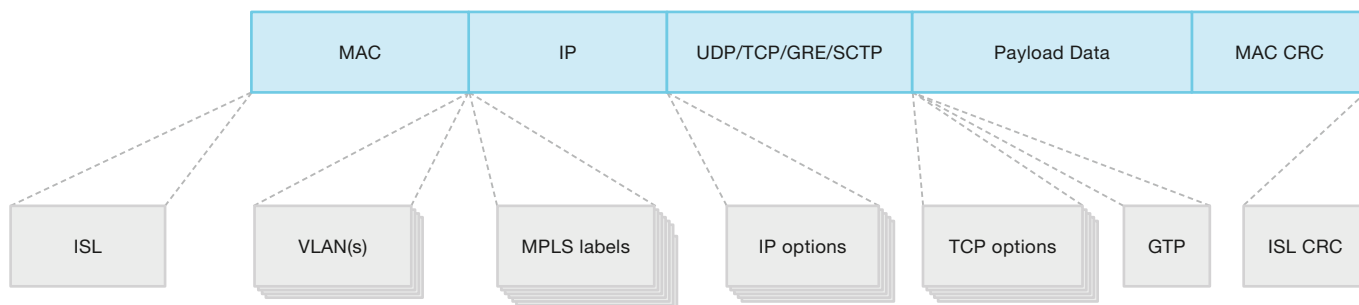 MAC
IP
UDP/TCP/GRE/SCTP
Payload Data
MAC CRC
ISL
VLAN(s)
MPLS labels
IP options
TCP options
GTP
ISL CRC